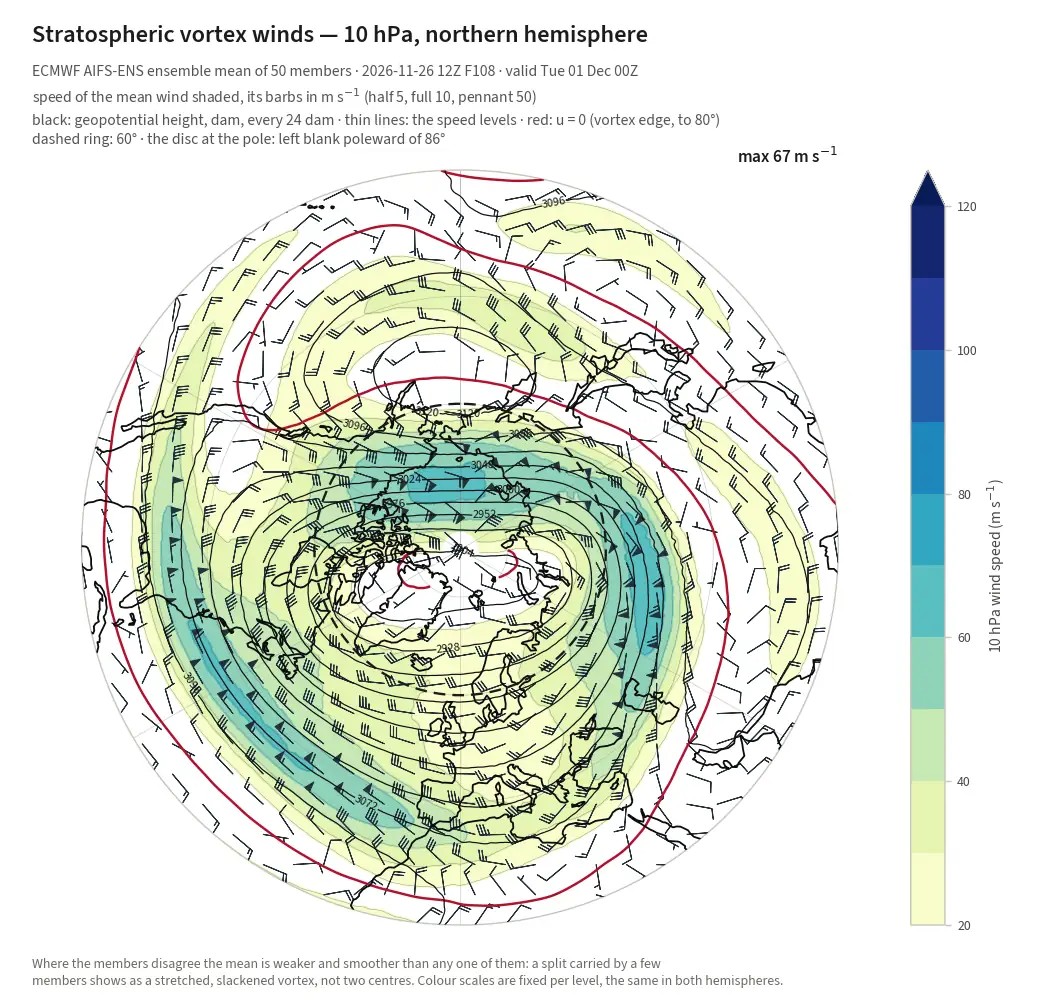 Stratospheric vortex winds — 10 hPa, northern hemisphere
ECMWF AIFS-ENS ensemble mean of 50 members · 2026-11-26 12Z F108 · valid Tue 01 Dec 00Z
speed of the mean wind shaded, its barbs in m s⁻¹ (half 5, full 10, pennant 50)
black: geopotential height, dam, every 24 dam · thin lines: the speed levels · red: u = 0 (vortex edge, to 80°)
dashed ring: 60° · the disc at the pole: left blank poleward of 86°
max 67 m s⁻¹
3096
3096
3120
3048
3024
2952
2928
3072
120
100
80
60
40
20
10 hPa wind speed (m s⁻¹)
Where the members disagree the mean is weaker and smoother than any one of them: a split carried by a few
members shows as a stretched, slackened vortex, not two centres. Colour scales are fixed per level, the same in both hemispheres.